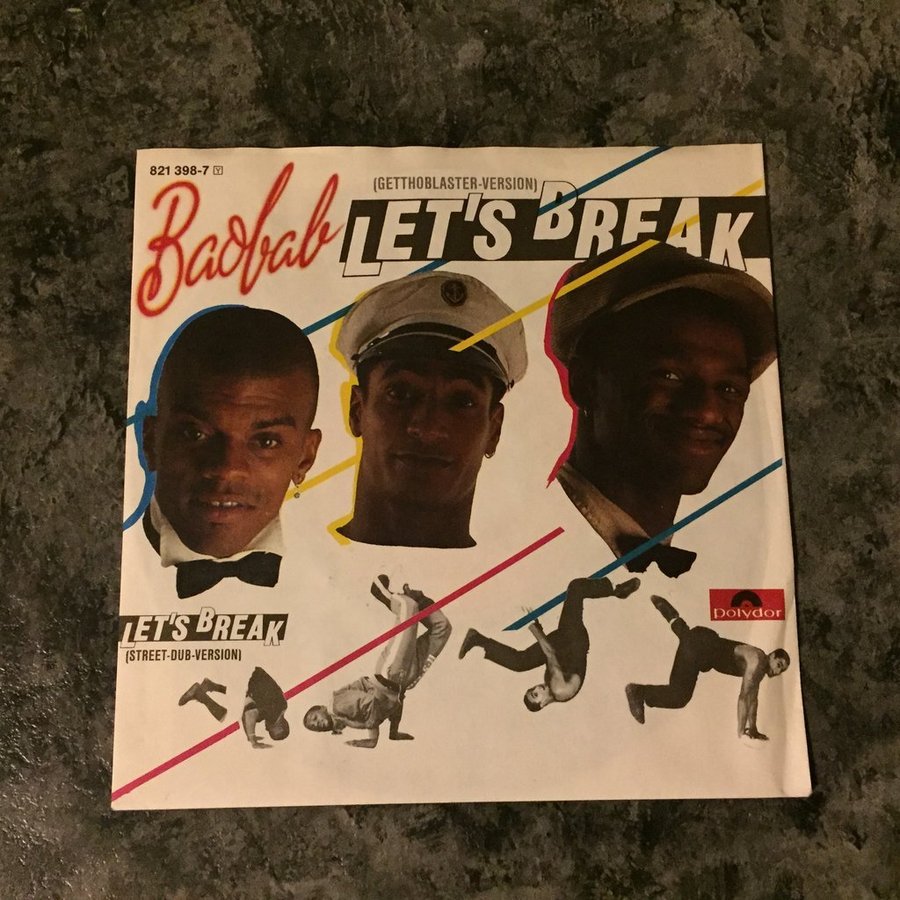 821 398-7 Y
Baobab
(GETTHOBLASTER-VERSION)
LET'S BREAK
LET'S BREAK
(STREET-DUB-VERSION)
Polydor